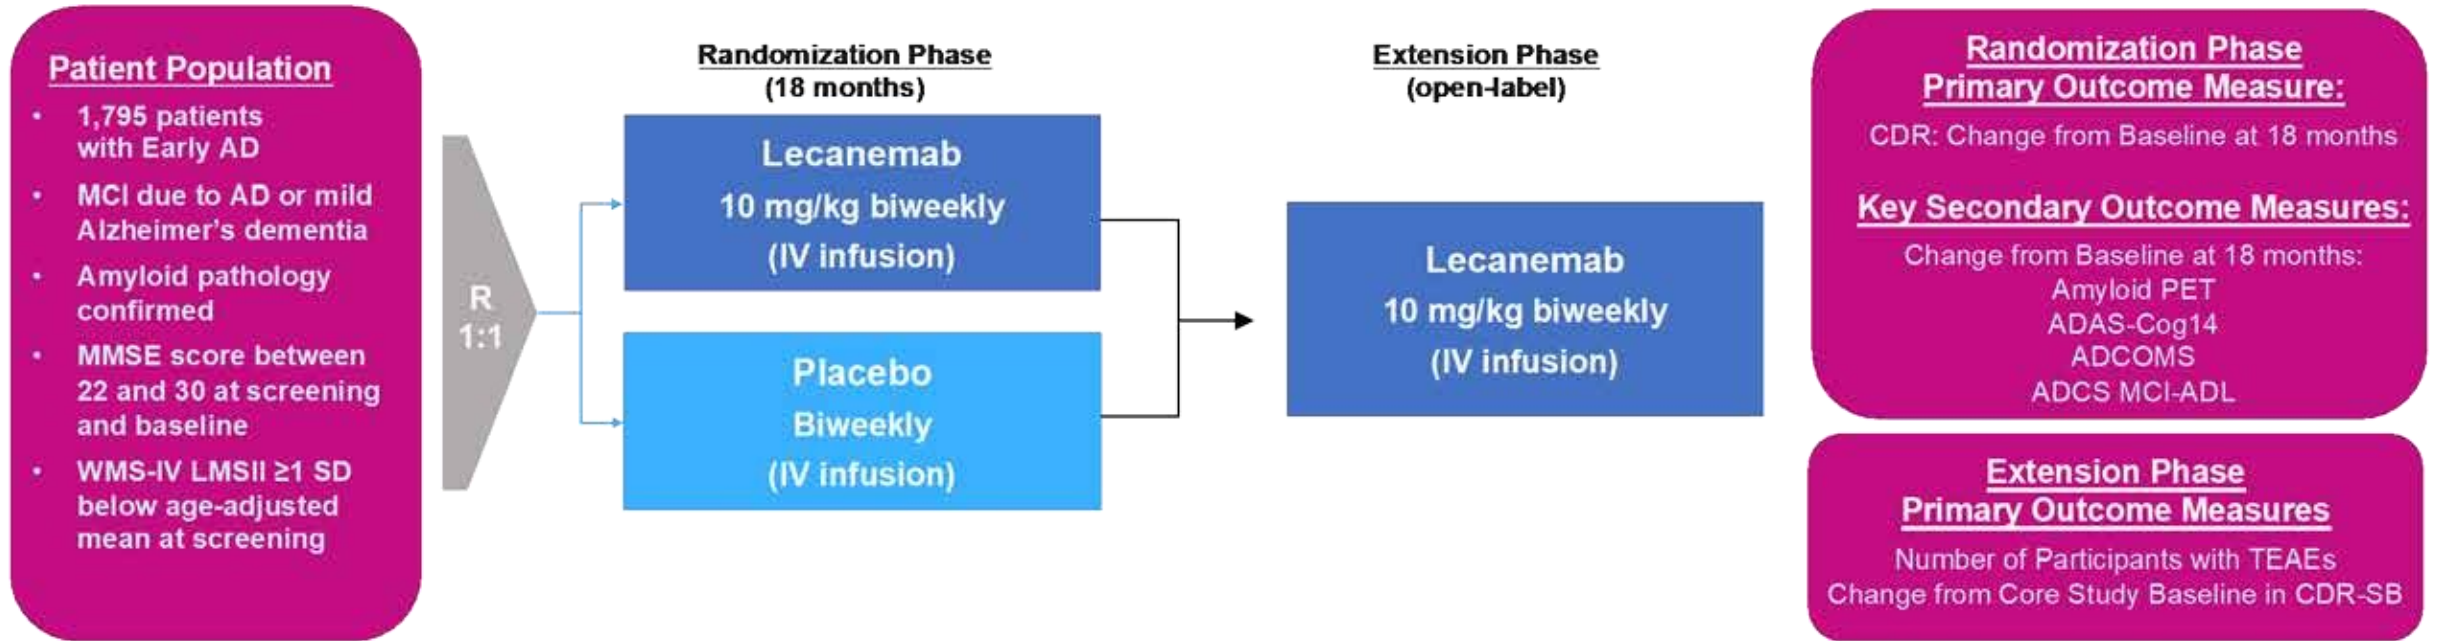 Patient Population
• 1,795 patients
with Early AD
• MCI due to AD or mild
Alzheimer's dementia
• Amyloid pathology
confirmed
• MMSE score between
22 and 30 at screening
and baseline
• WMS-IV LMSII ≥1 SD
below age-adjusted
mean at screening
R
1:1
Randomization Phase
(18 months)
Lecanemab
10 mg/kg biweekly
(IV infusion)
Placebo
Biweekly
(IV infusion)
Extension Phase
(open-label)
Lecanemab
10 mg/kg biweekly
(IV infusion)
Randomization Phase
Primary Outcome Measure:
CDR: Change from Baseline at 18 months
Key Secondary Outcome Measures:
Change from Baseline at 18 months:
Amyloid PET
ADAS-Cog14
ADCOMS
ADCS MCI-ADL
Extension Phase
Primary Outcome Measures
Number of Participants with TEAEs
Change from Core Study Baseline in CDR-SB